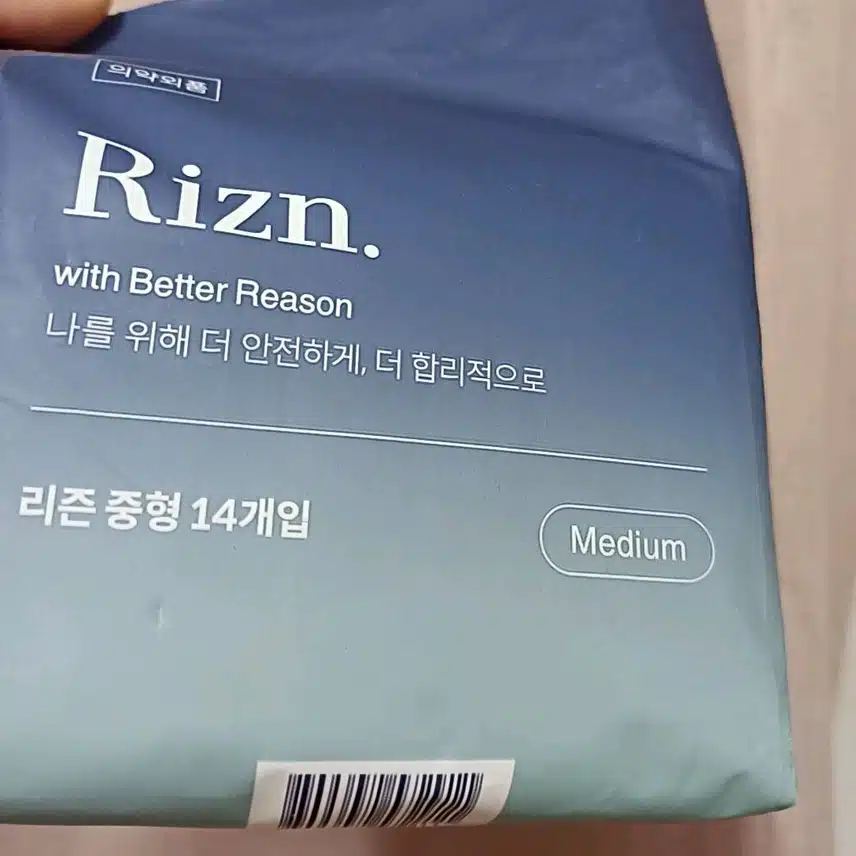 의약외품
Rizn.
with Better Reason
나를 위해 더 안전하게, 더 합리적으로
리즌 중형 14개입
Medium